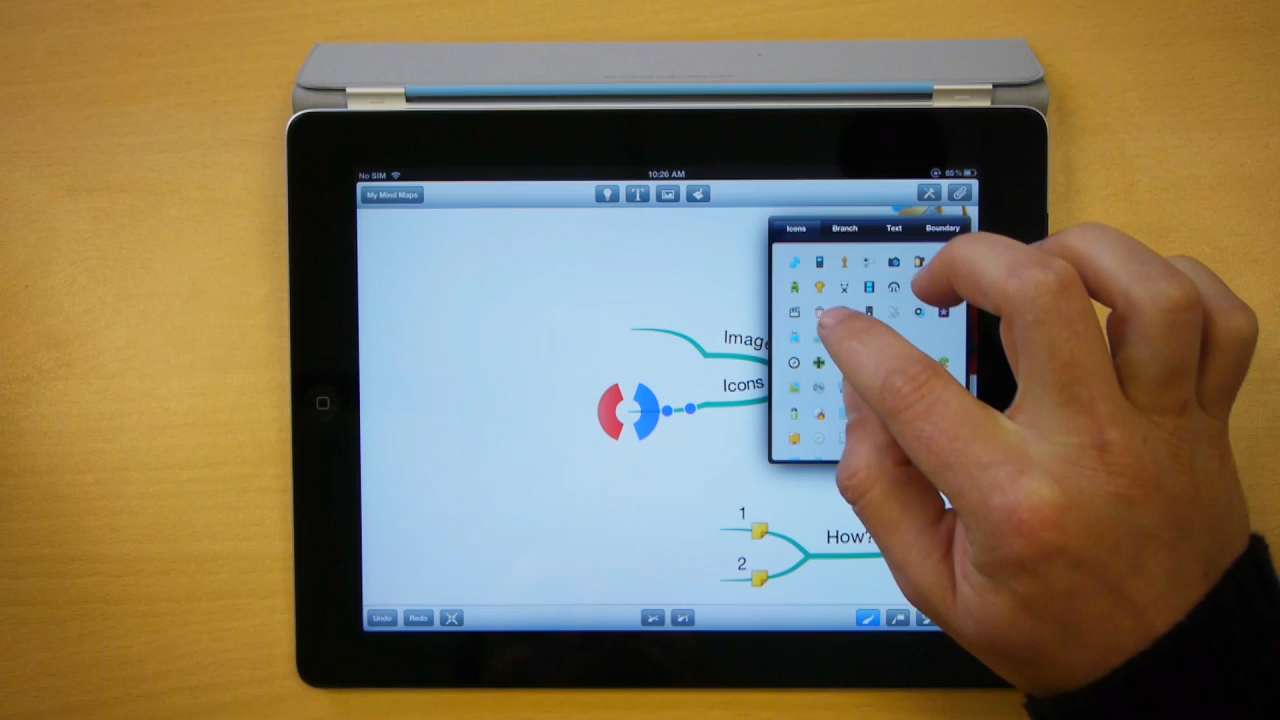 No SIM 10:26 AM 65%
My Mind Maps T
Icons Branch Text Boundary
Image
Icons
1
How?
2
Undo Redo